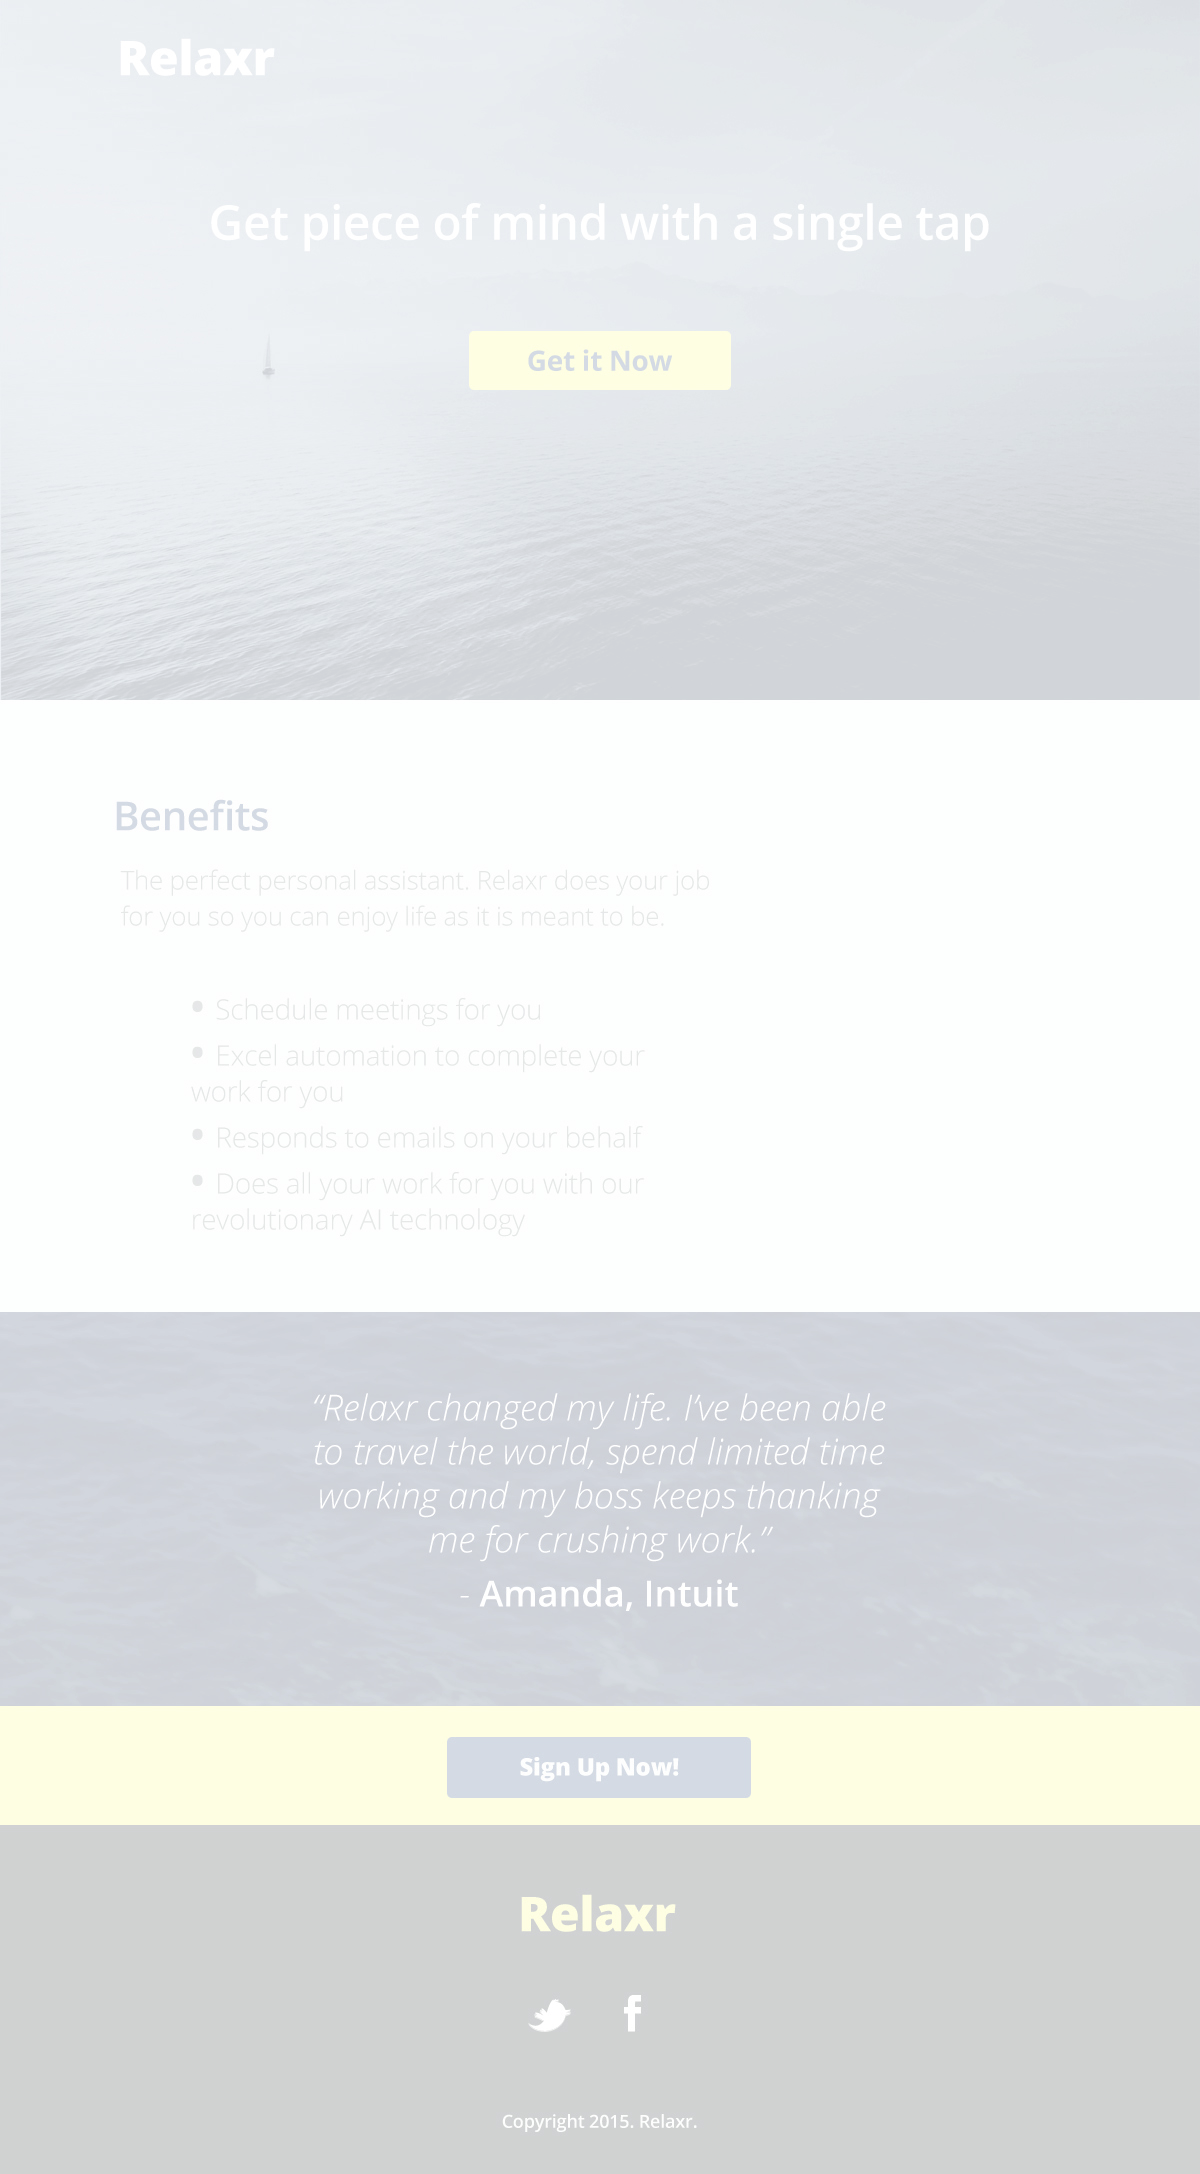 Relaxr
Get piece of mind with a single tap
Get it Now
Benefits
The perfect personal assistant. Relaxr does your job
for you so you can enjoy life as it is meant to be.
• Schedule meetings for you
• Excel automation to complete your
work for you
• Responds to emails on your behalf
• Does all your work for you with our
revolutionary AI technology
“Relaxr changed my life. I’ve been able
to travel the world, spend limited time
working and my boss keeps thanking
me for crushing work.”
- Amanda, Intuit
Sign Up Now!
Relaxr
Copyright 2015. Relaxr.